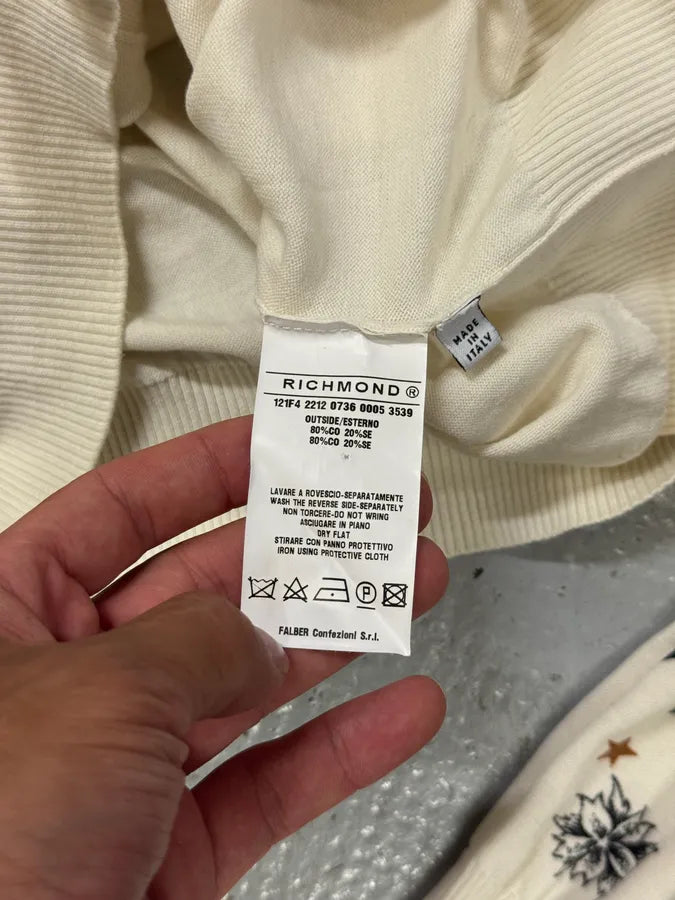 RICHMOND ®
121F4 2212 0736 0005 3539
OUTSIDE/ESTERNO
80%CO 20%SE
80%CO 20%SE
LAVARE A ROVESCIO-SEPARATAMENTE
WASH THE REVERSE SIDE-SEPARATELY
NON TORCERE-DO NOT WRING
ASCIUGARE IN PIANO
DRY FLAT
STIRARE CON PANNO PROTETTIVO
IRON USING PROTECTIVE CLOTH
P
FALBER Confezioni S.r.l.
MADE
IN
ITALY